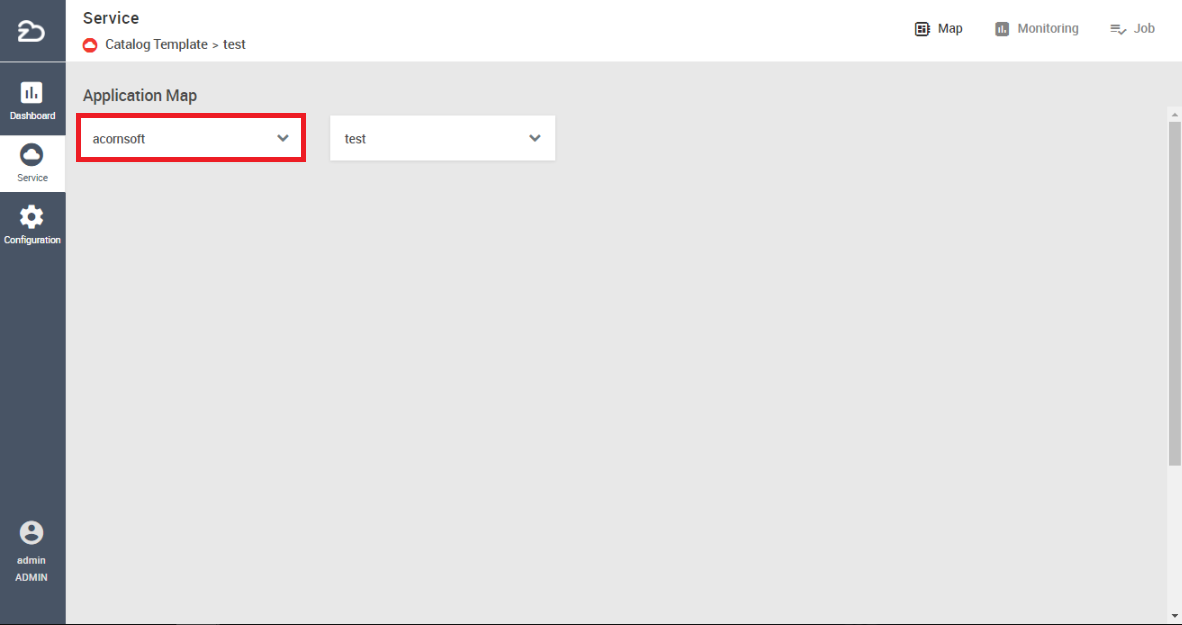 Service
Catalog Template > test
Map
Monitoring
Job
Dashboard
Service
Configuration
Application Map
acornsoft
test
admin
ADMIN